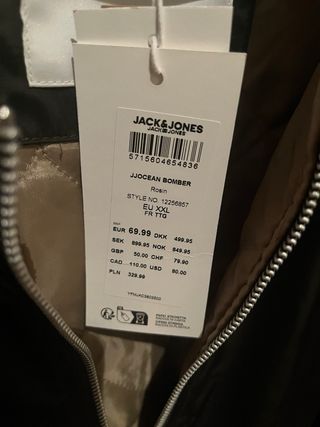 JACK&JONES
JACK & JONES
5715604654836
JJOCEAN BOMBER
Rosin
STYLE NO. 12256857
EU XXL
FR TTG
EUR 69.99 DKK 499.95
SEK 899.95 NOK 849.95
GBP 50.00 CHF 79.90
CAD 110.00 USD 80.00
PLN 329.99